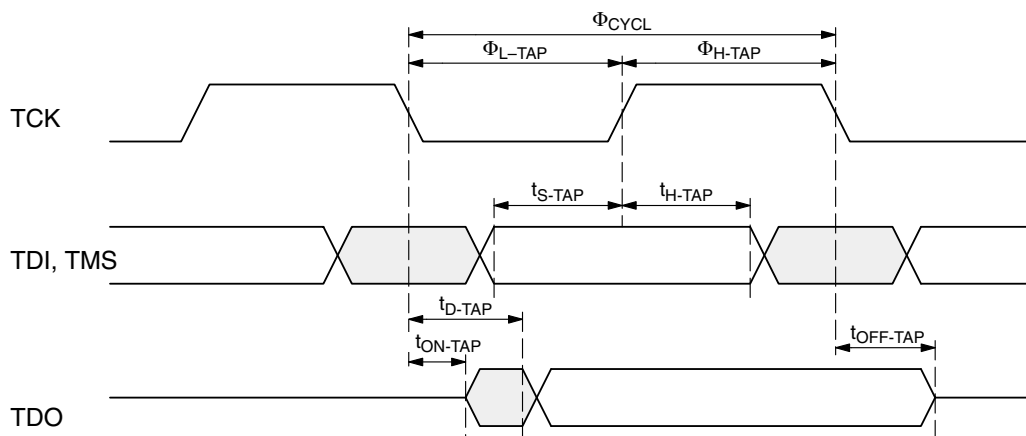 ΦCYCL
ΦL–TAP ΦH-TAP
TCK
tS-TAP tH-TAP
TDI, TMS
tD-TAP
tON-TAP tOFF-TAP
TDO